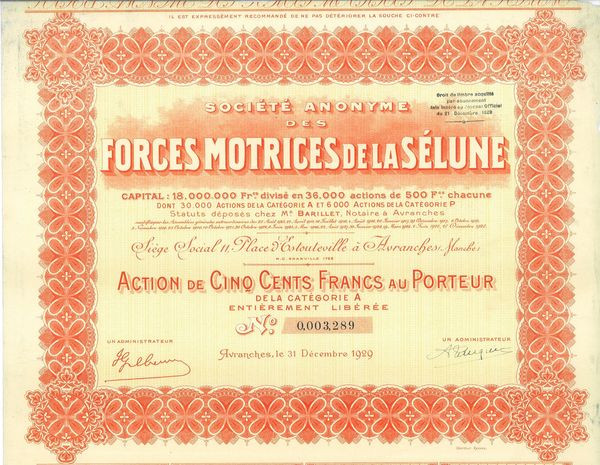 IL EST EXPRESSÉMENT RECOMMANDÉ DE NE PAS DÉTÉRIORER LA SOUCHE CI-CONTRE
Droit de timbre acquitté
par abonnement
Avis inséré au Journal Officiel
du 21 Décembre 1929
SOCIÉTÉ ANONYME
DES
FORCES MOTRICES DE LA SÉLUNE
CAPITAL: 18.000.000 Frcs divisé en 36.000 actions de 500 Frcs chacune
DONT 30.000 ACTIONS DE LA CATÉGORIE A ET 6.000 ACTIONS DE LA CATÉGORIE P
Statuts déposés chez Me BARILLET, Notaire à Avranches
Siège Social 11, Place d'Estouteville à Avranches (Manche)
R.C. GRANVILLE 1788
ACTION DE CINQ CENTS FRANCS AU PORTEUR
DE LA CATÉGORIE A
ENTIÈREMENT LIBÉRÉE
No. 0.003,289
UN ADMINISTRATEUR
UN ADMINISTRATEUR
Avranches, le 31 Décembre 1929